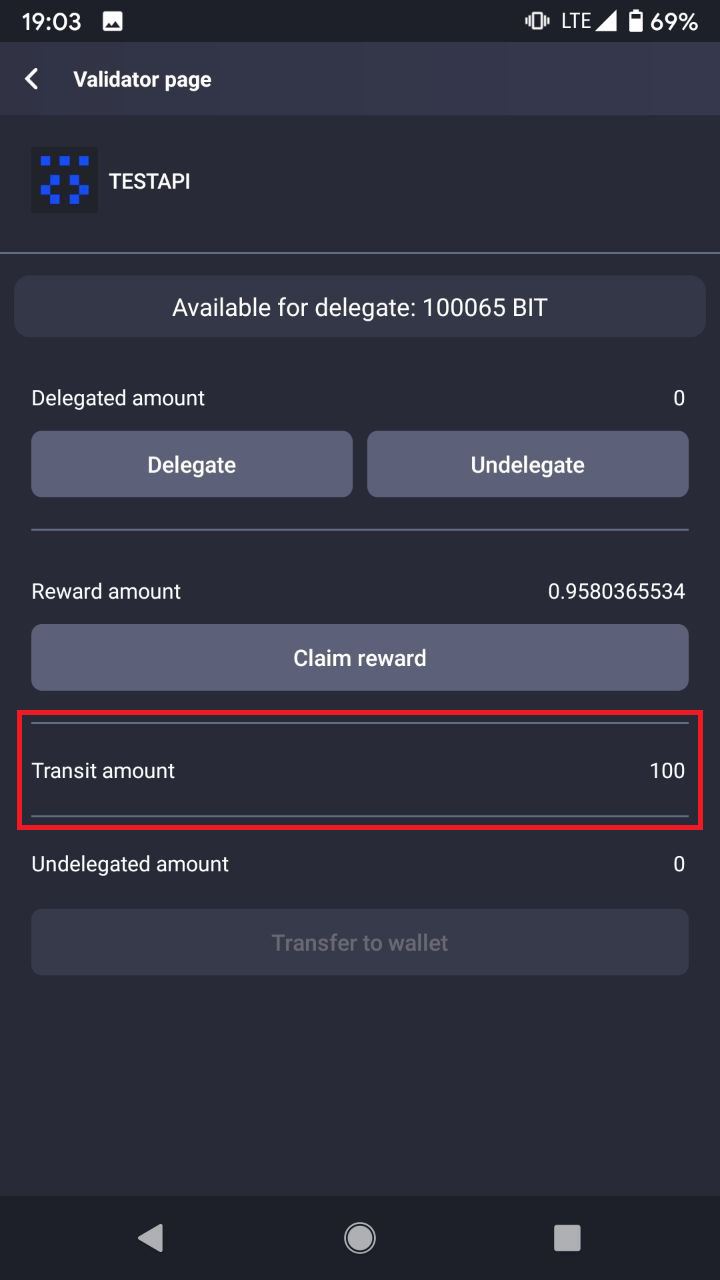 19:03 LTE 69%
Validator page
TESTAPI
Available for delegate: 100065 BIT
Delegated amount 0
Delegate Undelegate
Reward amount 0.9580365534
Claim reward
Transit amount 100
Undelegated amount 0
Transfer to wallet